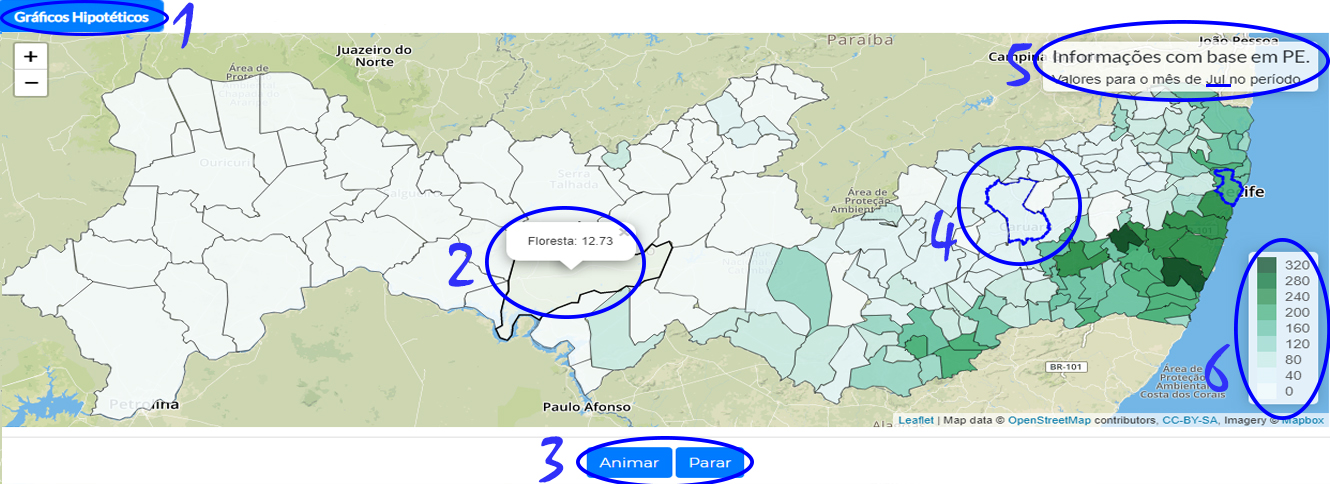 Gráficos Hipotéticos
1
+
−
Juazeiro do
Norte
Área de
Ouricuri
Serra
Talhada
Paraíba
João Pessoa
5
Informações com base em PE.
Valores para o mês de Jul no período.
Área de
Proteção
Ambiental
4
Caruaru
2
Floresta: 12.73
320
280
240
200
160
120
80
40
0
6
BR-101
Área de
Proteção
Ambiental
Costa dos Corais
Petrolina
Paulo Afonso
Leaflet | Map data © OpenStreetMap contributors, CC-BY-SA, Imagery © Mapbox
3
Animar
Parar